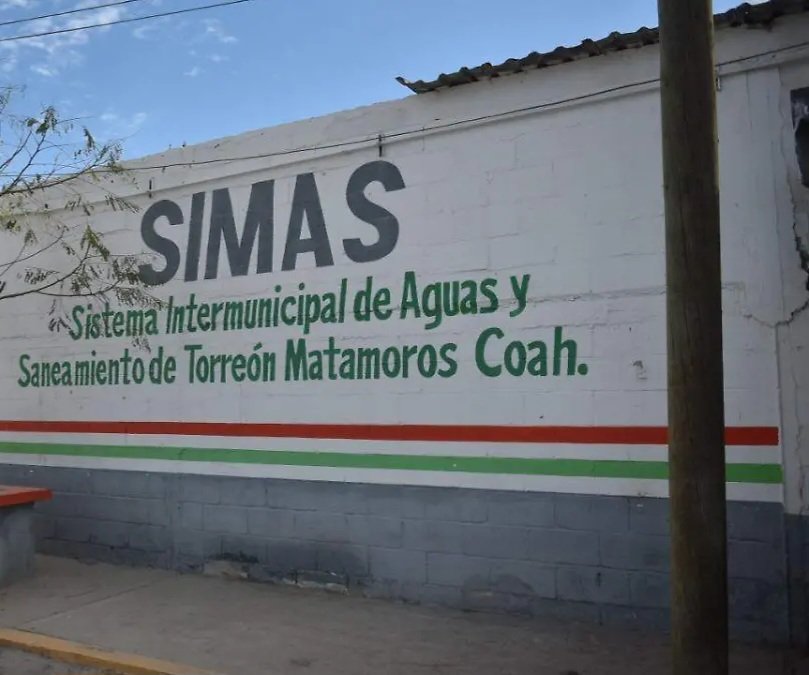 SIMAS
Sistema Intermunicipal de Aguas y
Saneamiento de Torreón Matamoros Coah.